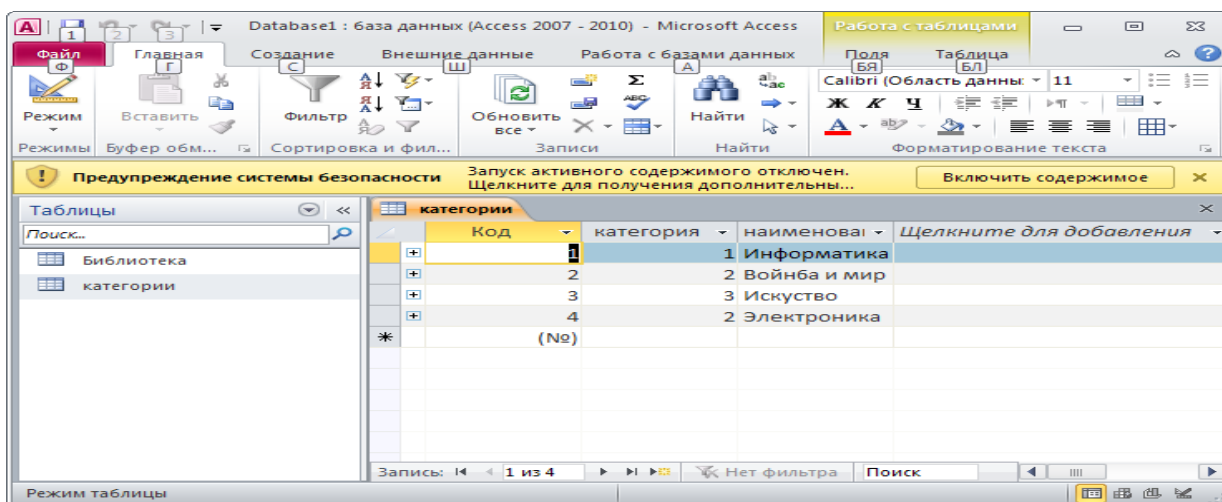 A 1 2 3 Database1 : база данных (Access 2007 - 2010) - Microsoft Access Работа с таблицами
Файл Главная Создание Внешние данные Работа с базами данных Поля Таблица
Ф Г С Ш А БЯ БЛ
Calibri (Область данны: 11
Режим Вставить Фильтр Обновить все Найти Ж К Ч
Режимы Буфер обм... Сортировка и фил... Записи Найти Форматирование текста
Предупреждение системы безопасности Запуск активного содержимого отключен. Щелкните для получения дополнительны... Включить содержимое
Таблицы « категории
Поиск... Код категория наименоваı Щелкните для добавления
Библиотека
категории
1 1 Информатика
2 2 Войнба и мир
3 3 Искуство
4 2 Электроника
(№)
Запись: 1 из 4 Нет фильтра Поиск
Режим таблицы